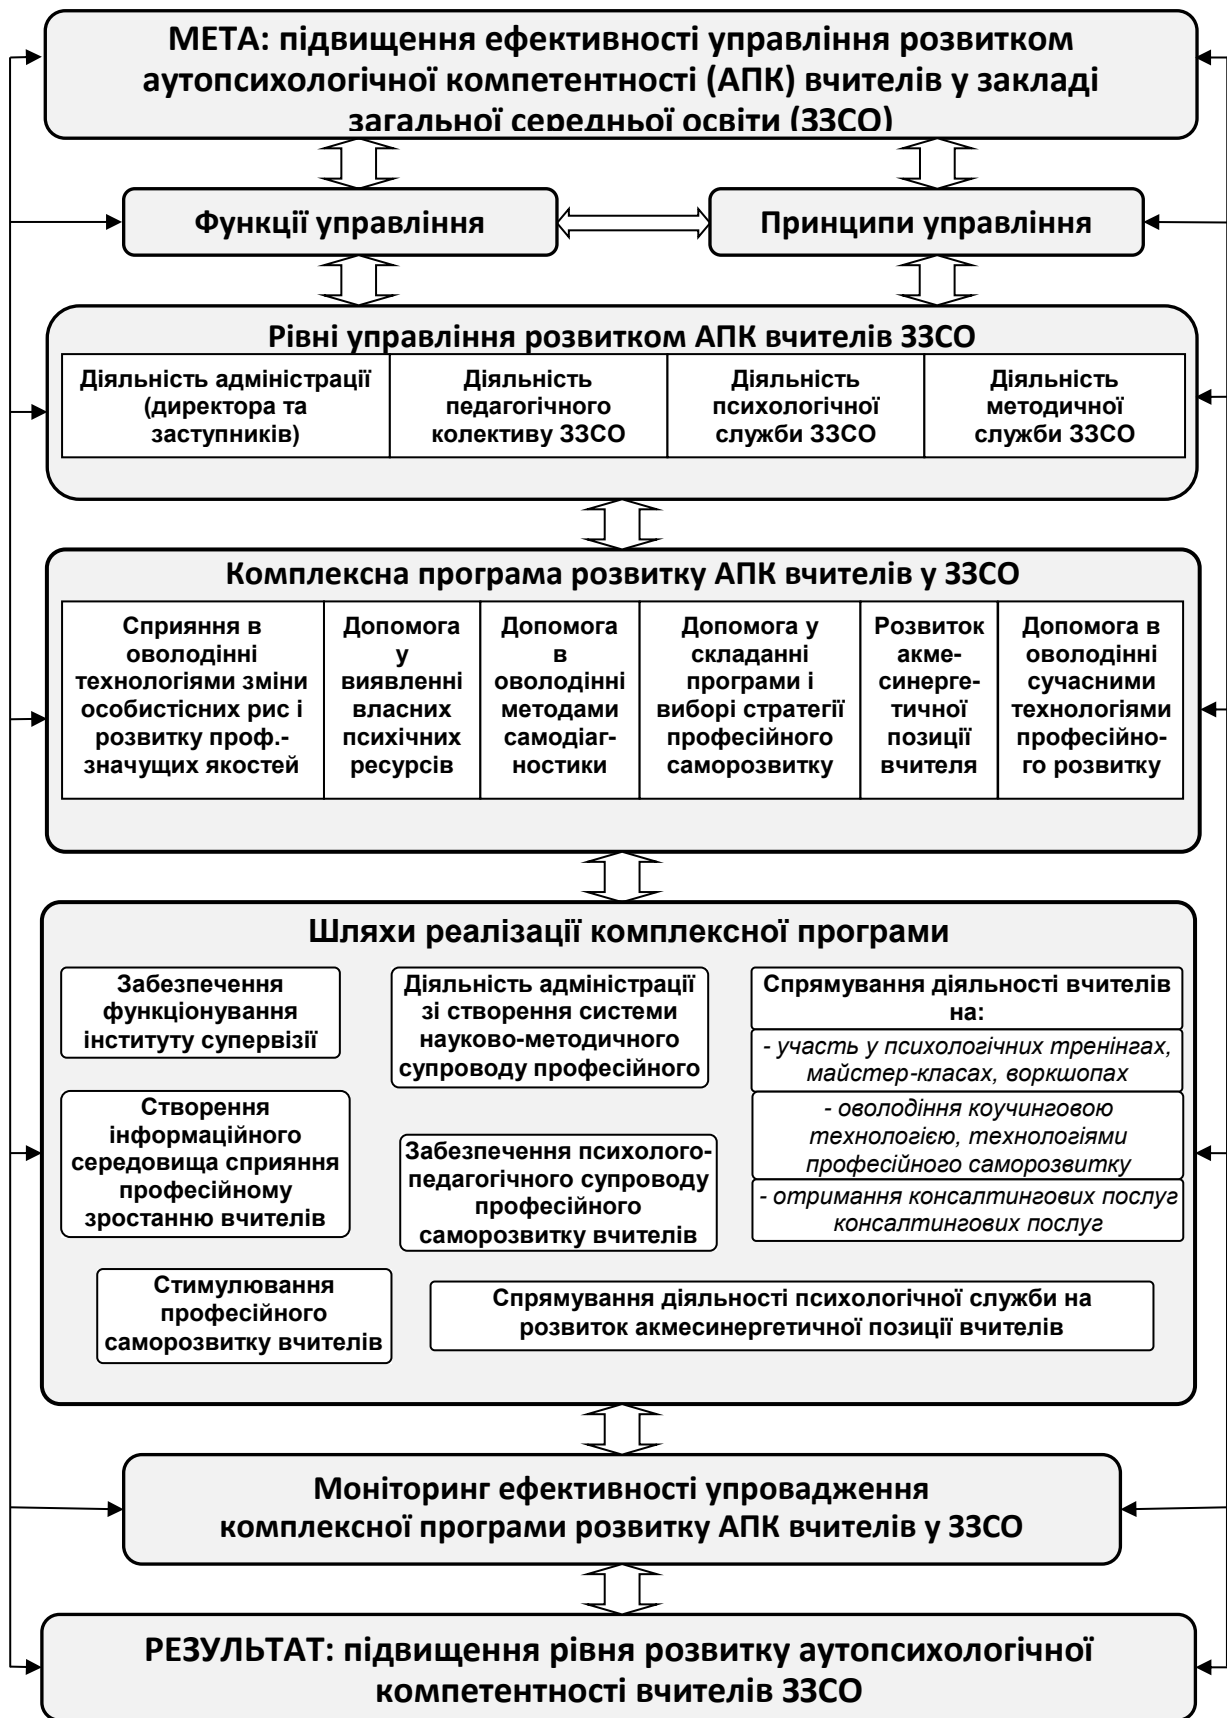 МЕТА: підвищення ефективності управління розвитком
аутопсихологічної компетентності (АПК) вчителів у закладі
загальної середньої освіти (ЗЗСО)
Функції управління
Принципи управління
Рівні управління розвитком АПК вчителів ЗЗСО
Діяльність адміністрації
(директора та
заступників)
Діяльність
педагогічного
колективу ЗЗСО
Діяльність
психологічної
служби ЗЗСО
Діяльність
методичної
служби ЗЗСО
Комплексна програма розвитку АПК вчителів у ЗЗСО
Сприяння в
оволодінні
технологіями зміни
особистісних рис і
розвитку проф.-
значущих якостей
Допомога
у
виявленні
власних
психічних
ресурсів
Допомога
в
оволодінні
методами
самодіаг-
ностики
Допомога у
складанні
програми і
виборі стратегії
професійного
саморозвитку
Розвиток
акме-
синерге-
тичної
позиції
вчителя
Допомога в
оволодінні
сучасними
технологіями
професійно-
го розвитку
Шляхи реалізації комплексної програми
Забезпечення
функціонування
інституту супервізії
Діяльність адміністрації
зі створення системи
науково-методичного
супроводу професійного
Спрямування діяльності вчителів
на:
- участь у психологічних тренінгах,
майстер-класах, воркшопах
- оволодіння коучинговою
технологією, технологіями
професійного саморозвитку
- отримання консалтингових послуг
консалтингових послуг
Створення
інформаційного
середовища сприяння
професійному
зростанню вчителів
Забезпечення психолого-
педагогічного супроводу
професійного
саморозвитку вчителів
Стимулювання
професійного
саморозвитку вчителів
Спрямування діяльності психологічної служби на
розвиток акмесинергетичної позиції вчителів
Моніторинг ефективності упровадження
комплексної програми розвитку АПК вчителів у ЗЗСО
РЕЗУЛЬТАТ: підвищення рівня розвитку аутопсихологічної
компетентності вчителів ЗЗСО